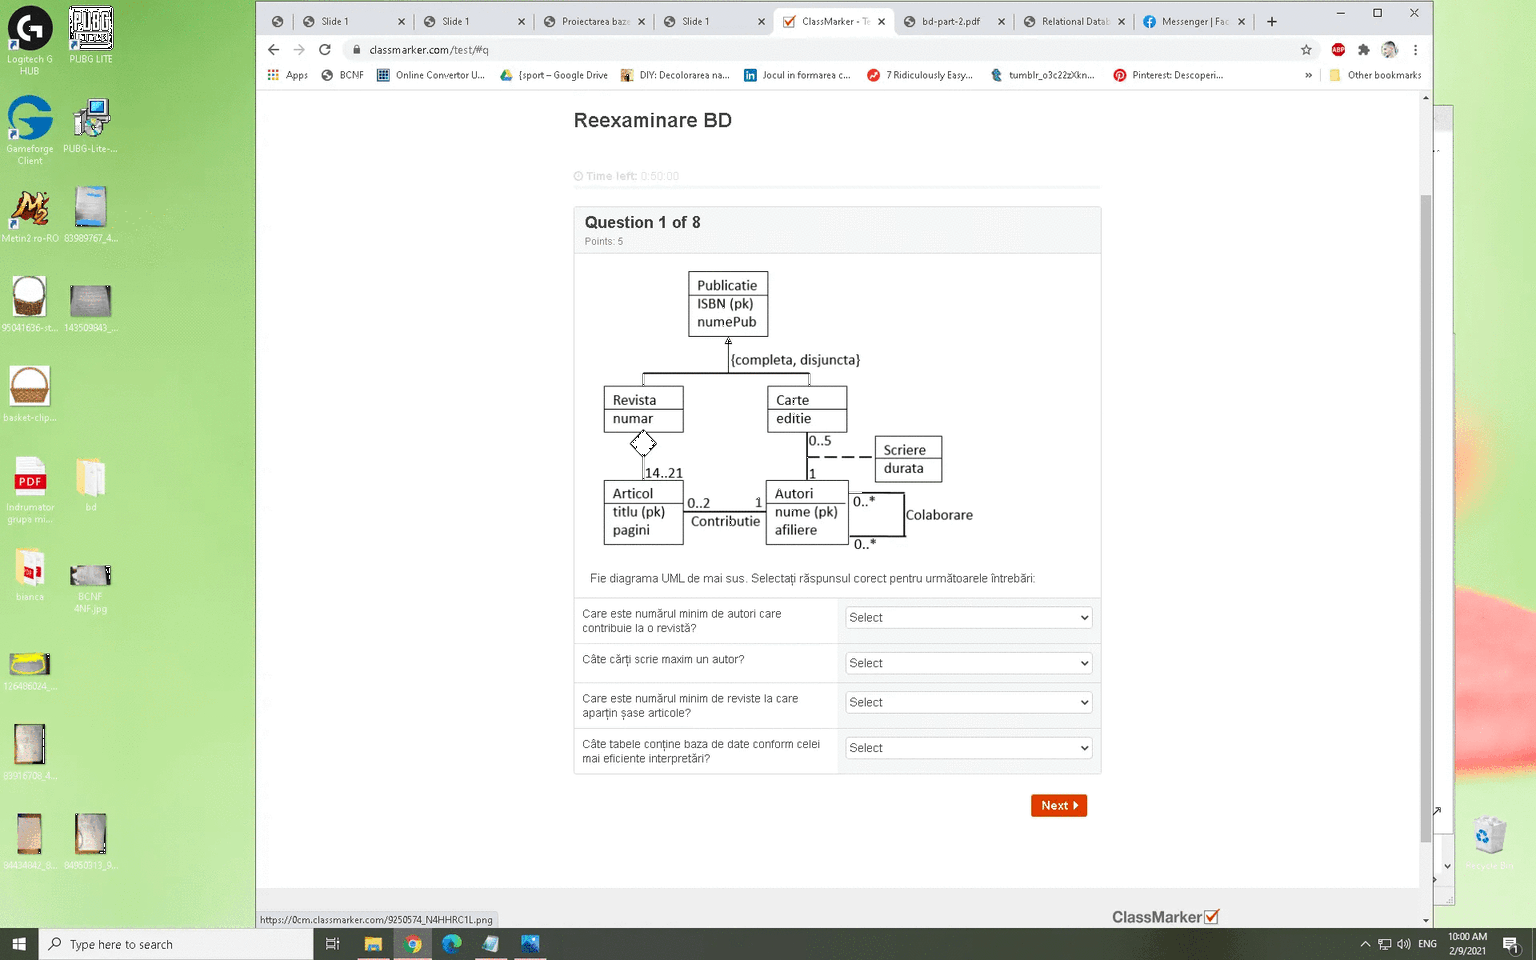 Logitech G
HUB
PUBG LITE
Gameforge
Client
PUBG-Lite-...
Metin2 ro-RO
83989767_4...
95041636-st...
143509843_...
basket-chp...
PDF
Indrumator
grupa mi...
bd
bianca
BCNF
4NF.jpg
Slide 1
Slide 1
Proiectarea baze
Slide 1
ClassMarker - Te
bd-part-2.pdf
Relational Datab
Messenger | Fac
classmarker.com/test/#q
ABP
Apps
BCNF
Online Convertor U...
(sport – Google Drive
DIY: Decolorarea na...
Jocul in formarea c...
7 Ridiculously Easy...
tumblr_o3c22zXkn...
Pinterest: Descoperi...
»
Other bookmarks
Reexaminare BD
Time left: 0:50:00
Question 1 of 8
Points: 5
Publicatie
ISBN (pk)
numePub
{completa, disjuncta}
Revista
numar
Carte
editie
0..5
Scriere
durata
14..21
1
Articol
titlu (pk)
pagini
0..2
1
Contributie
Autori
nume (pk)
afiliere
0..*
Colaborare
0..*
Fie diagrama UML de mai sus. Selectați răspunsul corect pentru următoarele întrebări:
Care este numărul minim de autori care
contribuie la o revistă?
Select
Câte cărți scrie maxim un autor?
Select
Care este numărul minim de reviste la care
aparțin șase articole?
Select
Câte tabele conține baza de date conform celei
mai eficiente interpretări?
Select
Next
ClassMarker
https://0cm.classmarker.com/9250574_N4HHRC1L.png
Recycle Bin
Type here to search
ENG
10:00 AM
2/9/2021
1